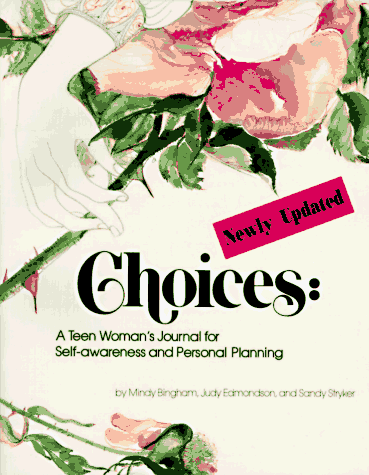 Newly Updated
Choices:
A Teen Woman's Journal for
Self-awareness and Personal Planning
by Mindy Bingham, Judy Edmondson, and Sandy Stryker